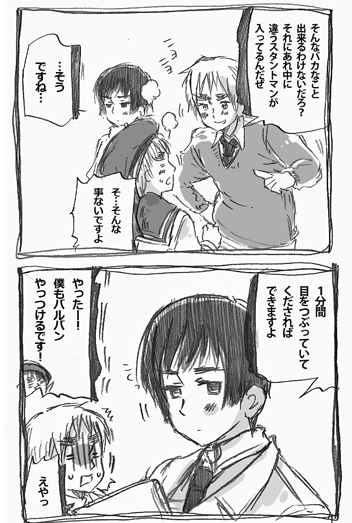 そんなバカなこと
出来るわけないだろ？
それにあれ中に
違うスタントマンが
入ってるんだぜ
…そう
ですね…
そ…そんな
事ないですよ
1分間
目をつぶっていて
くだされば
できますよ
やったー！
僕もバルバン
やっつけるです！
えやっ